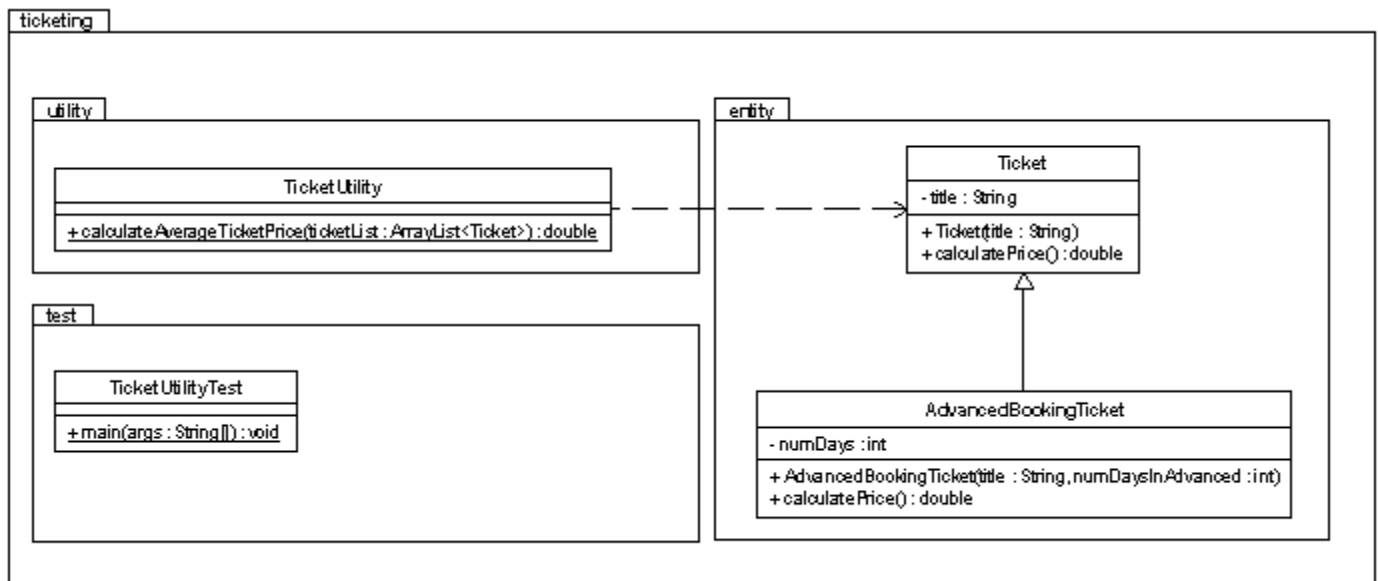 ticketing
utility
TicketUtility
+ calculateAverageTicketPrice(ticketList : ArrayList<Ticket>) : double
entity
Ticket
- title : String
+ Ticket(title : String)
+ calculatePrice() : double
test
TicketUtilityTest
+ main(args : String[]) : void
AdvancedBookingTicket
- numDays : int
+ AdvancedBookingTicket(title : String, numDaysInAdvanced : int)
+ calculatePrice() : double